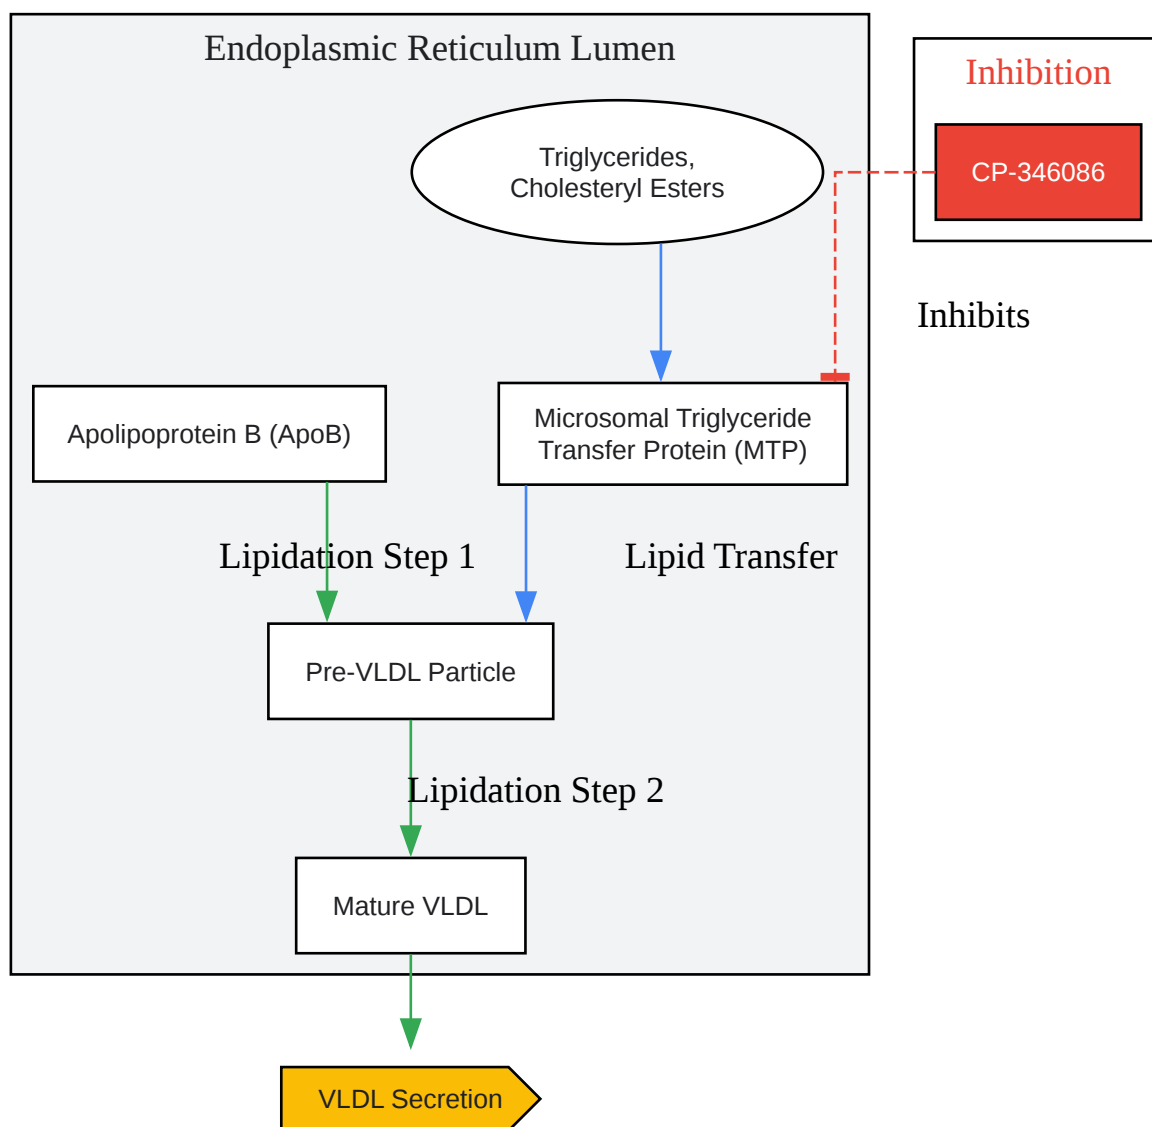 Endoplasmic Reticulum Lumen
Inhibition
Triglycerides,
Cholesteryl Esters
CP-346086
Inhibits
Apolipoprotein B (ApoB)
Microsomal Triglyceride
Transfer Protein (MTP)
Lipidation Step 1
Lipid Transfer
Pre-VLDL Particle
Lipidation Step 2
Mature VLDL
VLDL Secretion